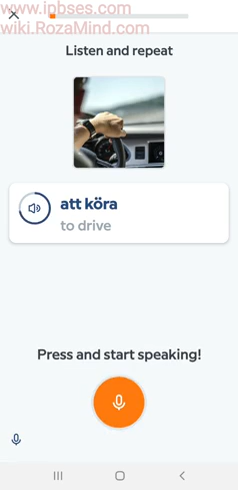 www.ipbses.com
wiki.RozaMind.com
Listen and repeat
att köra
to drive
Press and start speaking!